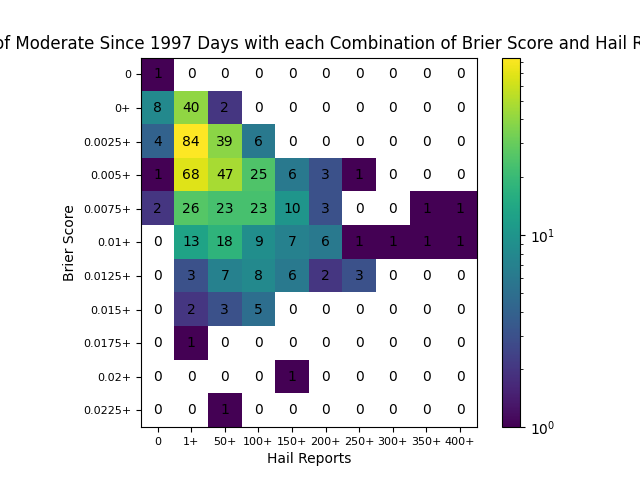 of Moderate Since 1997 Days with each Combination of Brier Score and Hail R
0 1 0 0 0 0 0 0 0 0 0
0+ 8 40 2 0 0 0 0 0 0 0
0.0025+ 4 84 39 6 0 0 0 0 0 0
0.005+ 1 68 47 25 6 3 1 0 0 0
0.0075+ 2 26 23 23 10 3 0 0 1 1
0.01+ 0 13 18 9 7 6 1 1 1 1
0.0125+ 0 3 7 8 6 2 3 0 0 0
0.015+ 0 2 3 5 0 0 0 0 0 0
0.0175+ 0 1 0 0 0 0 0 0 0 0
0.02+ 0 0 0 0 1 0 0 0 0 0
0.0225+ 0 0 1 0 0 0 0 0 0 0
0 1+ 50+ 100+ 150+ 200+ 250+ 300+ 350+ 400+
Hail Reports
Brier Score
10¹
10⁰